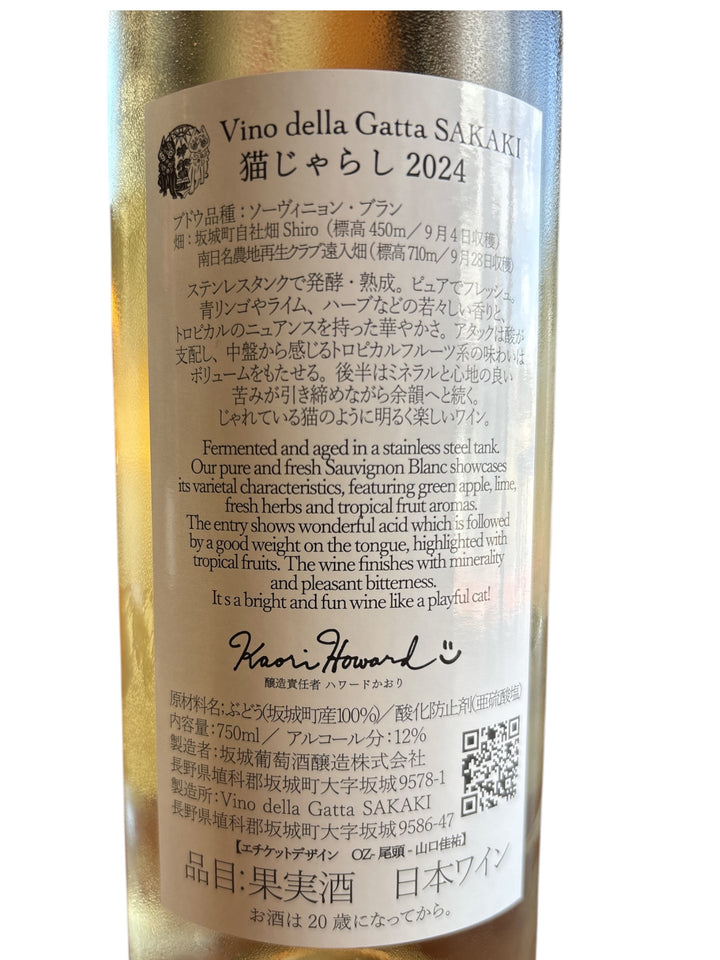 Vino della Gatta SAKAKI
猫じゃらし 2024
ブドウ品種：ソーヴィニョン・ブラン
畑：坂城町自社畑 Shiro（標高 450m／9月4日収穫）
南日名農地再生クラブ遠入畑（標高710m／9月28日収穫）
ステンレスタンクで発酵・熟成。ピュアでフレッシュ。
青リンゴやライム、ハーブなどの若々しい香りと、
トロピカルのニュアンスを持った華やかさ。アタックは酸が
支配し、中盤から感じるトロピカルフルーツ系の味わいは
ボリュームをもたせる。後半はミネラルと心地の良い
苦みが引き締めながら余韻へと続く。
じゃれている猫のように明るく楽しいワイン。
Fermented and aged in a stainless steel tank.
Our pure and fresh Sauvignon Blanc showcases
its varietal characteristics, featuring green apple, lime,
fresh herbs and tropical fruit aromas.
The entry shows wonderful acid which is followed
by a good weight on the tongue, highlighted with
tropical fruits. The wine finishes with minerality
and pleasant bitterness.
It s a bright and fun wine like a playful cat!
Kaori Howard
醸造責任者 ハワードかおり
原材料名；ぶどう(坂城町産100%)／酸化防止剤(亜硫酸塩)
内容量：750ml／ アルコール分：12%
製造者：坂城葡萄酒醸造株式会社
長野県埴科郡坂城町大字坂城9578-1
製造所：Vino della Gatta SAKAKI
長野県埴科郡坂城町大字坂城9586-47
【エチケットデザイン　OZ-尾頭-山口佳祐】
品目：果実酒　日本ワイン
お酒は20歳になってから。